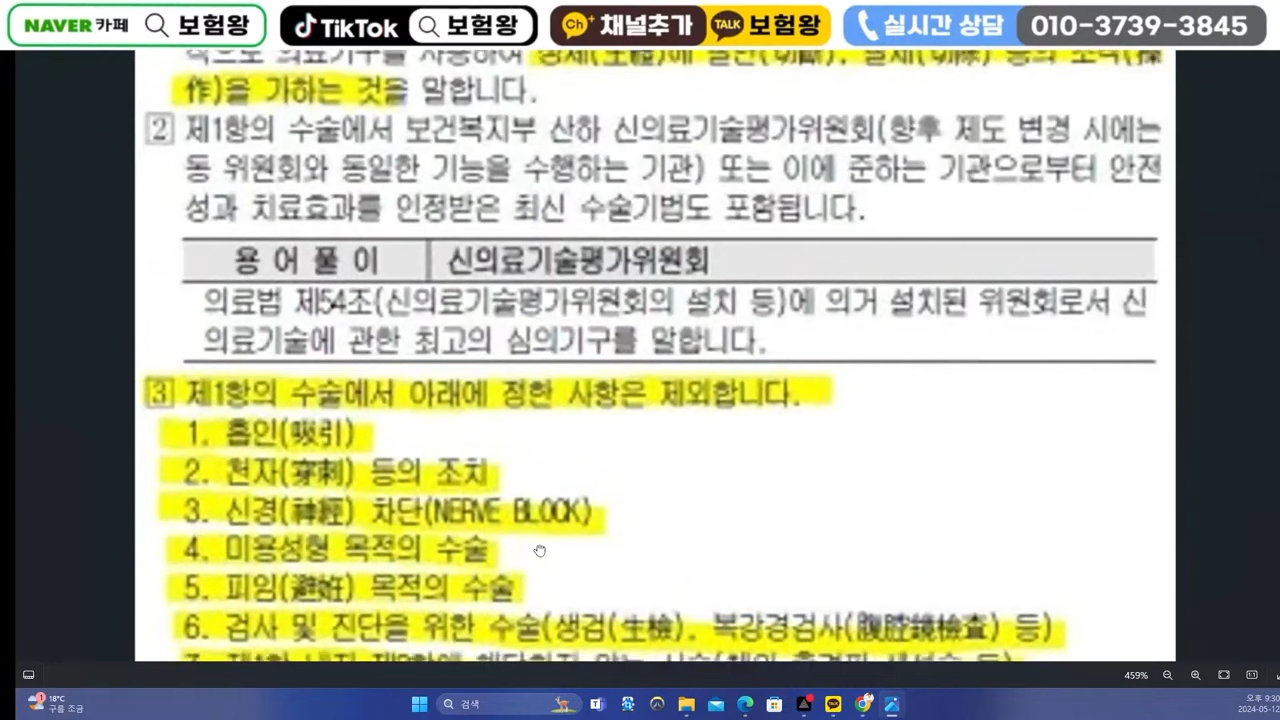 NAVER 카페 보험왕 TikTok 보험왕 Ch+ 채널추가 TALK 보험왕 실시간 상담 010-3739-3845
作)을 가하는 것을 말합니다.
2 제1항의 수술에서 보건복지부 산하 신의료기술평가위원회(향후 제도 변경 시에는
동 위원회와 동일한 기능을 수행하는 기관) 또는 이에 준하는 기관으로부터 안전
성과 치료효과를 인정받은 최신 수술기법도 포함됩니다.
용 어 풀 이 신의료기술평가위원회
의료법 제54조(신의료기술평가위원회의 설치 등)에 의거 설치된 위원회로서 신
의료기술에 관한 최고의 심의기구를 말합니다.
3 제1항의 수술에서 아래에 정한 사항은 제외합니다.
1. 흡인(吸引)
2. 천자(穿刺) 등의 조치
3. 신경(神經) 차단(NERVE BLOCK)
4. 미용성형 목적의 수술
5. 피임(避妊) 목적의 수술
6. 검사 및 진단을 위한 수술(생검(生檢), 복강경검사(腹腔鏡檢査) 등)
459%
18°C
구름 조금
검색
오후 9:30
2024-05-12